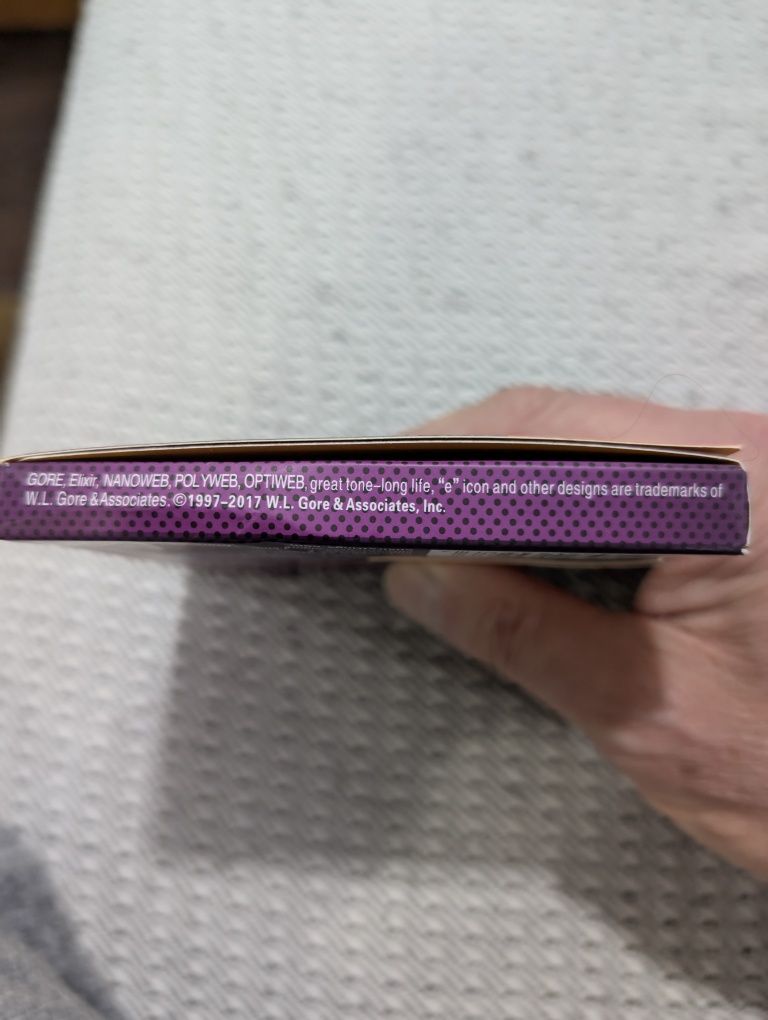 GORE, Elixir, NANOWEB, POLYWEB, OPTIWEB, great tone–long life, “e” icon and other designs are trademarks of
W.L. Gore & Associates. ©1997–2017 W.L. Gore & Associates, Inc.